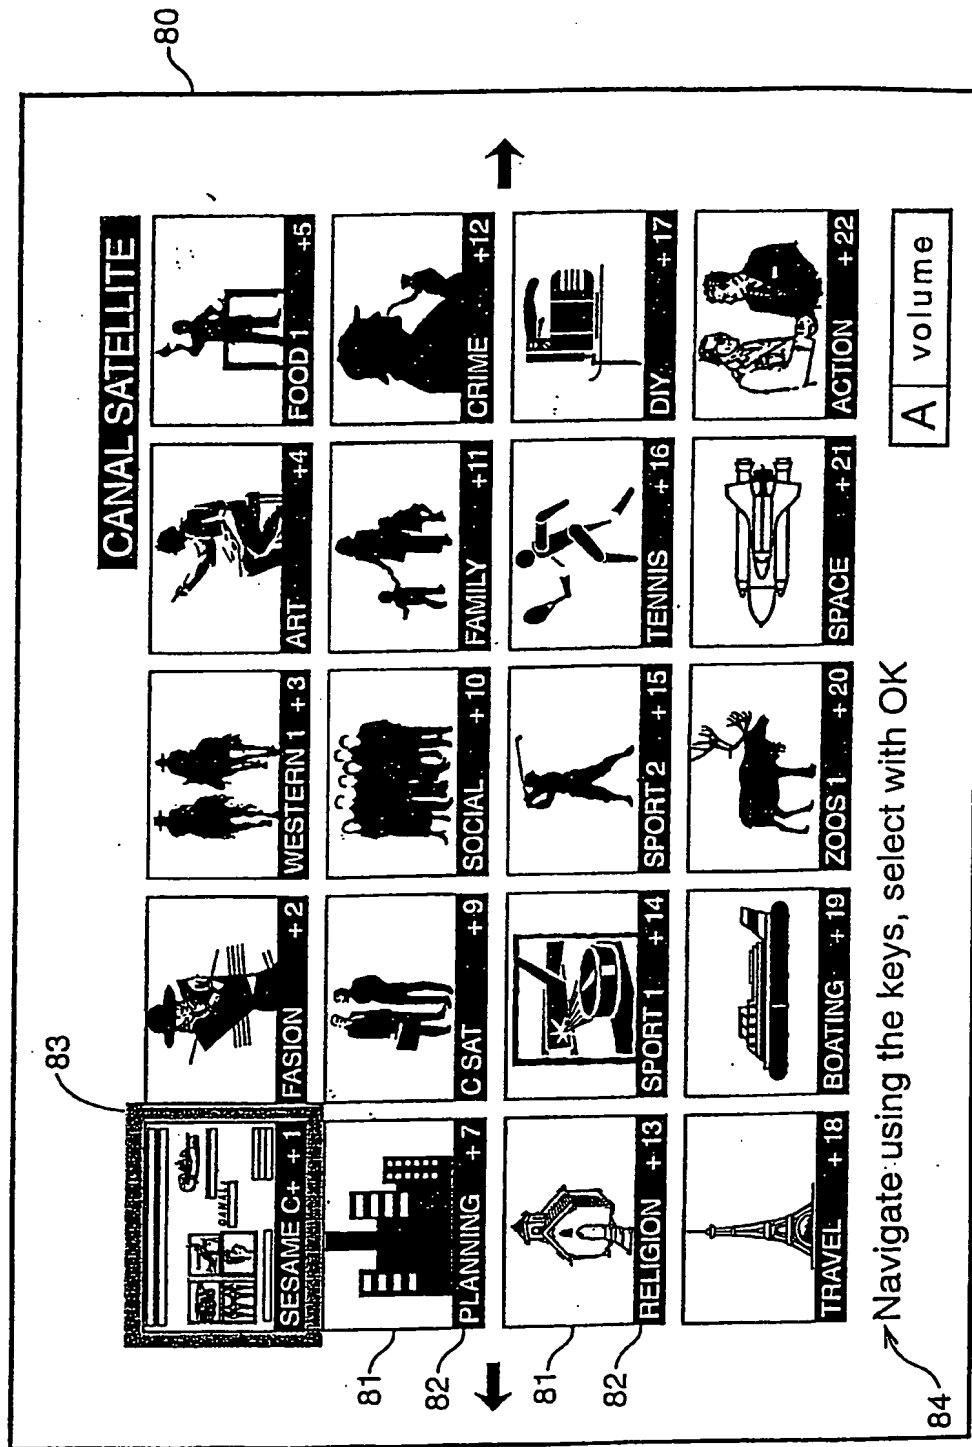 80
CANAL SATELLITE
83
SESAME C+ +1
FASION +2
WESTERN 1 +3
ART +4
FOOD 1 +5
81
82
PLANNING +7
C SAT +9
SOCIAL +10
FAMILY +11
CRIME +12
81
82
RELIGION +13
SPORT 1 +14
SPORT 2 +15
TENNIS +16
DIY +17
TRAVEL +18
BOATING +19
ZOOS 1 +20
SPACE +21
ACTION +22
84
Navigate using the keys, select with OK
A volume